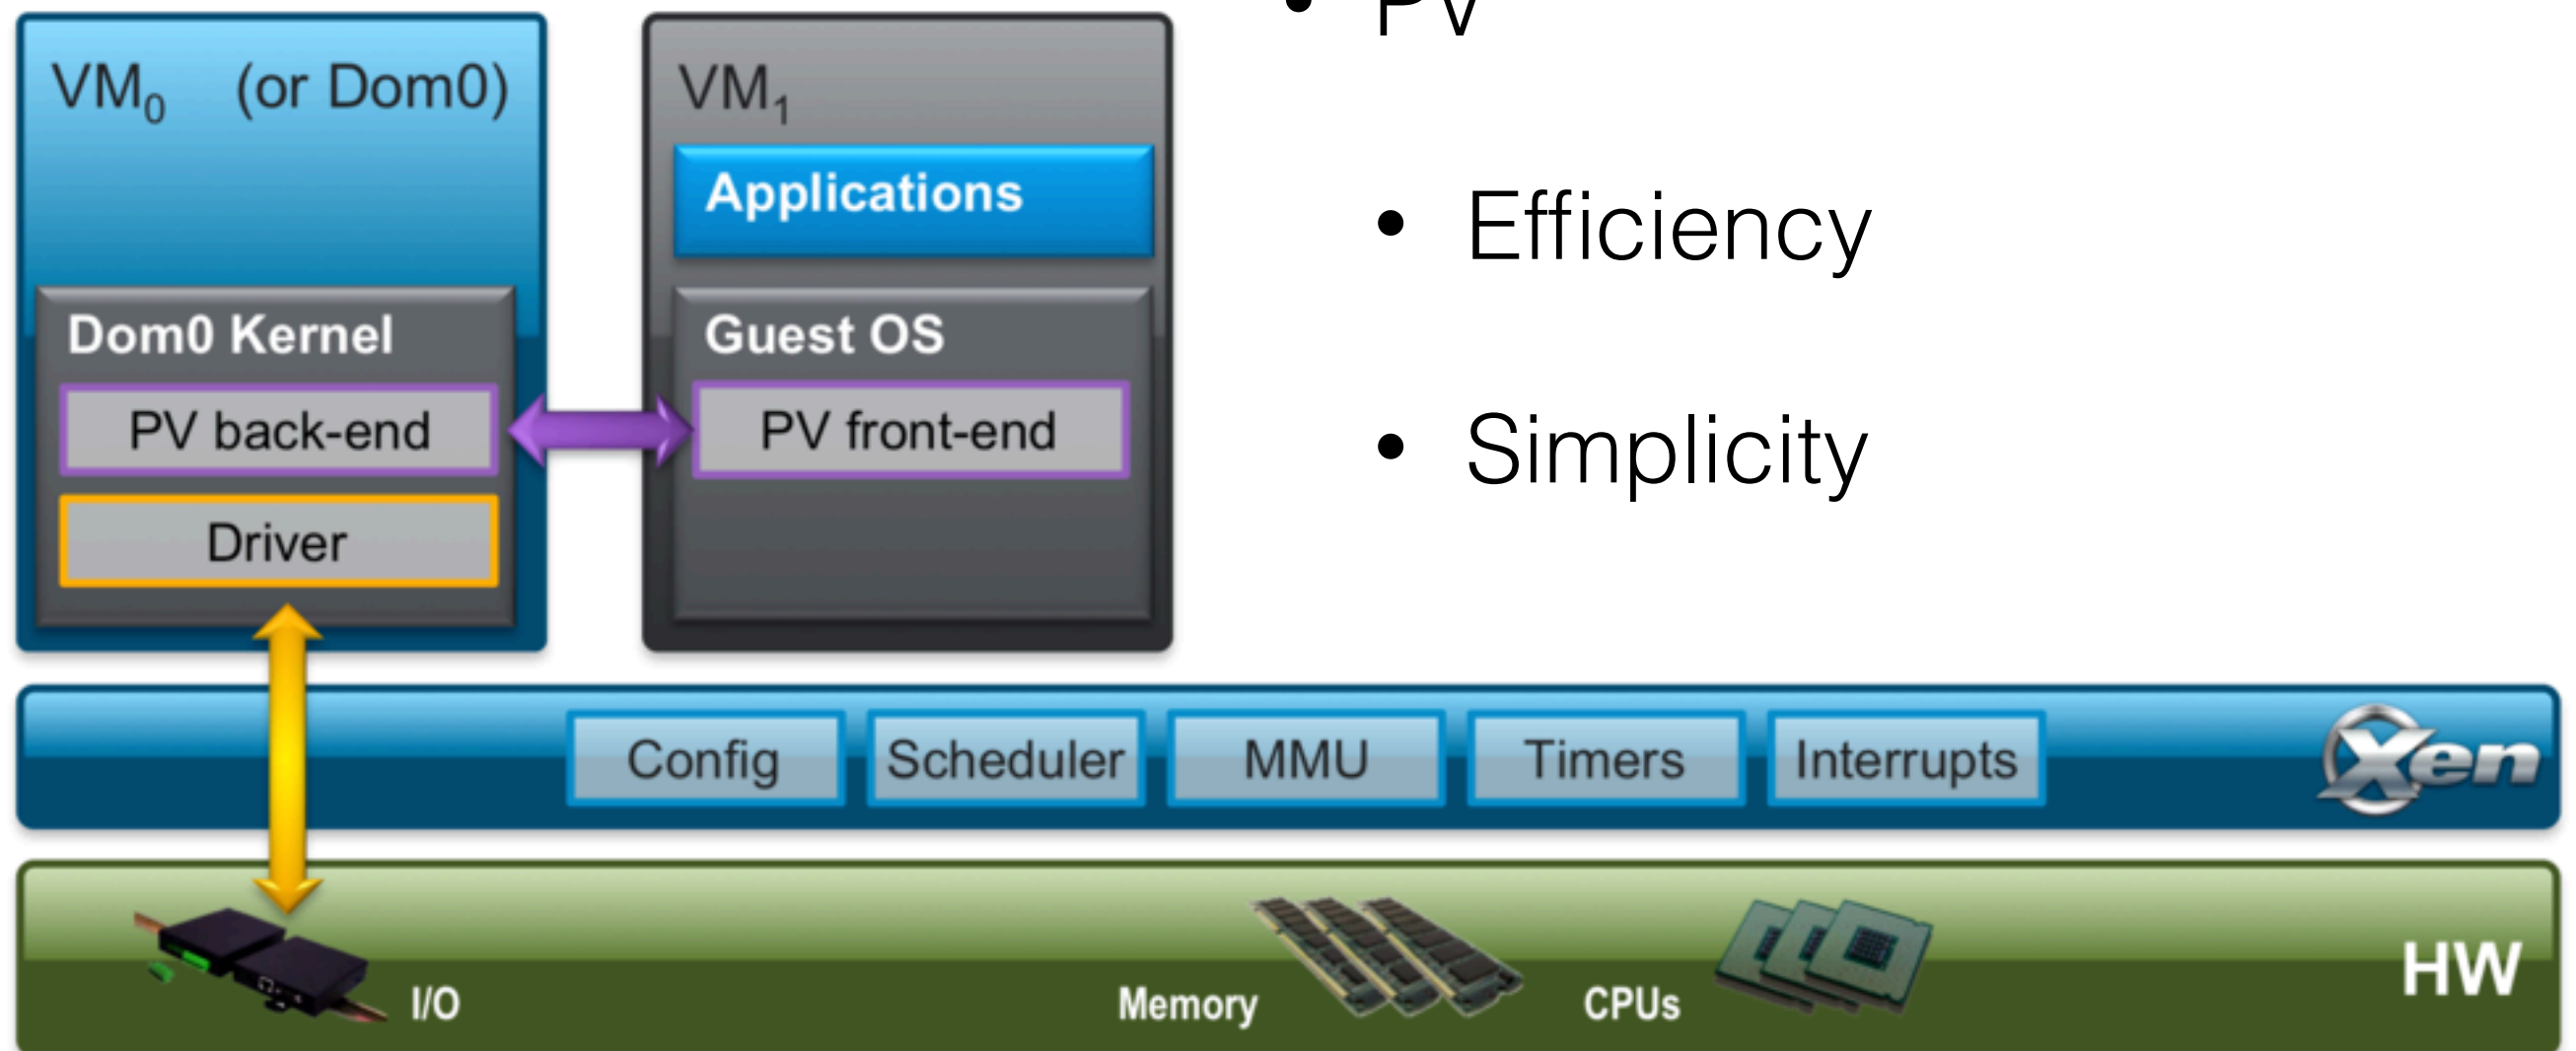 • PV
VM₀ (or Dom0)
VM₁
Applications
• Efficiency
Dom0 Kernel
Guest OS
PV back-end
PV front-end
• Simplicity
Driver
Config
Scheduler
MMU
Timers
Interrupts
Xen
I/O
Memory
CPUs
HW